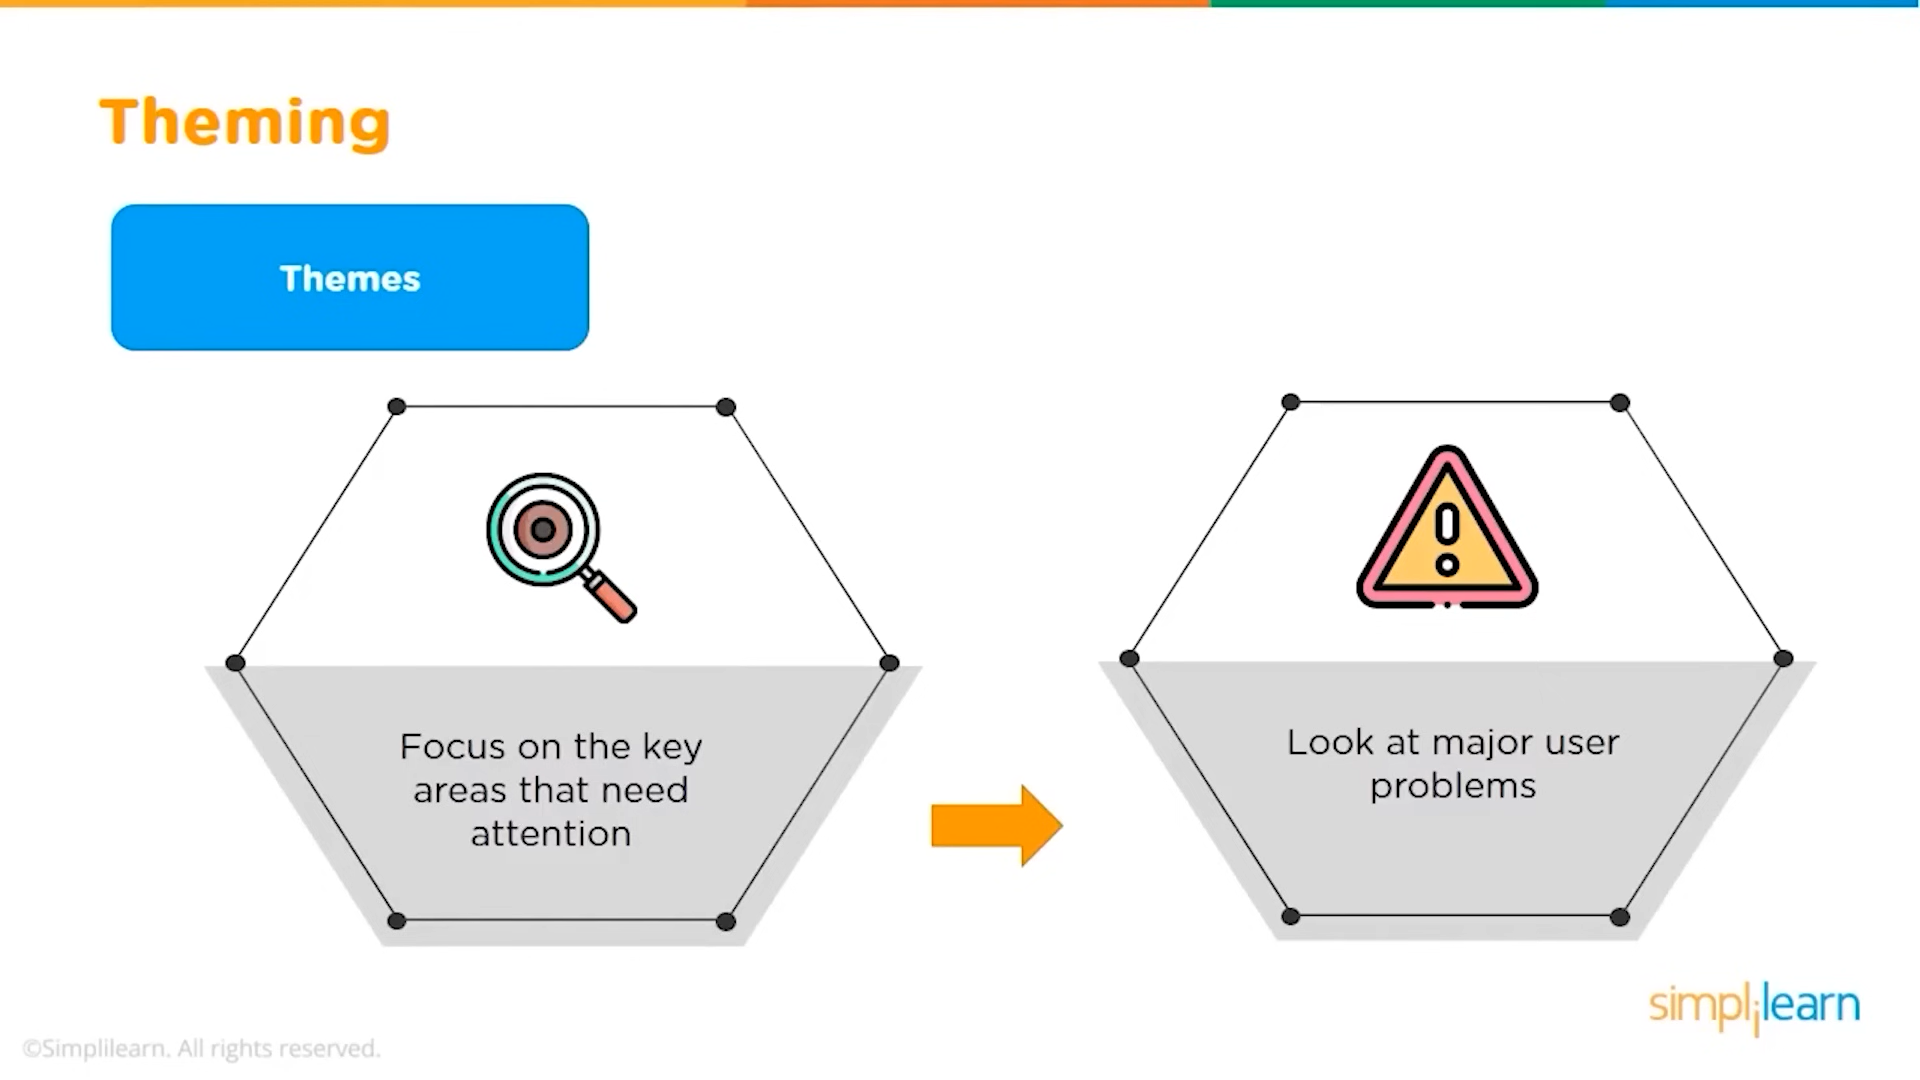 Theming
Themes
Focus on the key
areas that need
attention
Look at major user
problems
simplilearn
©Simplilearn. All rights reserved.